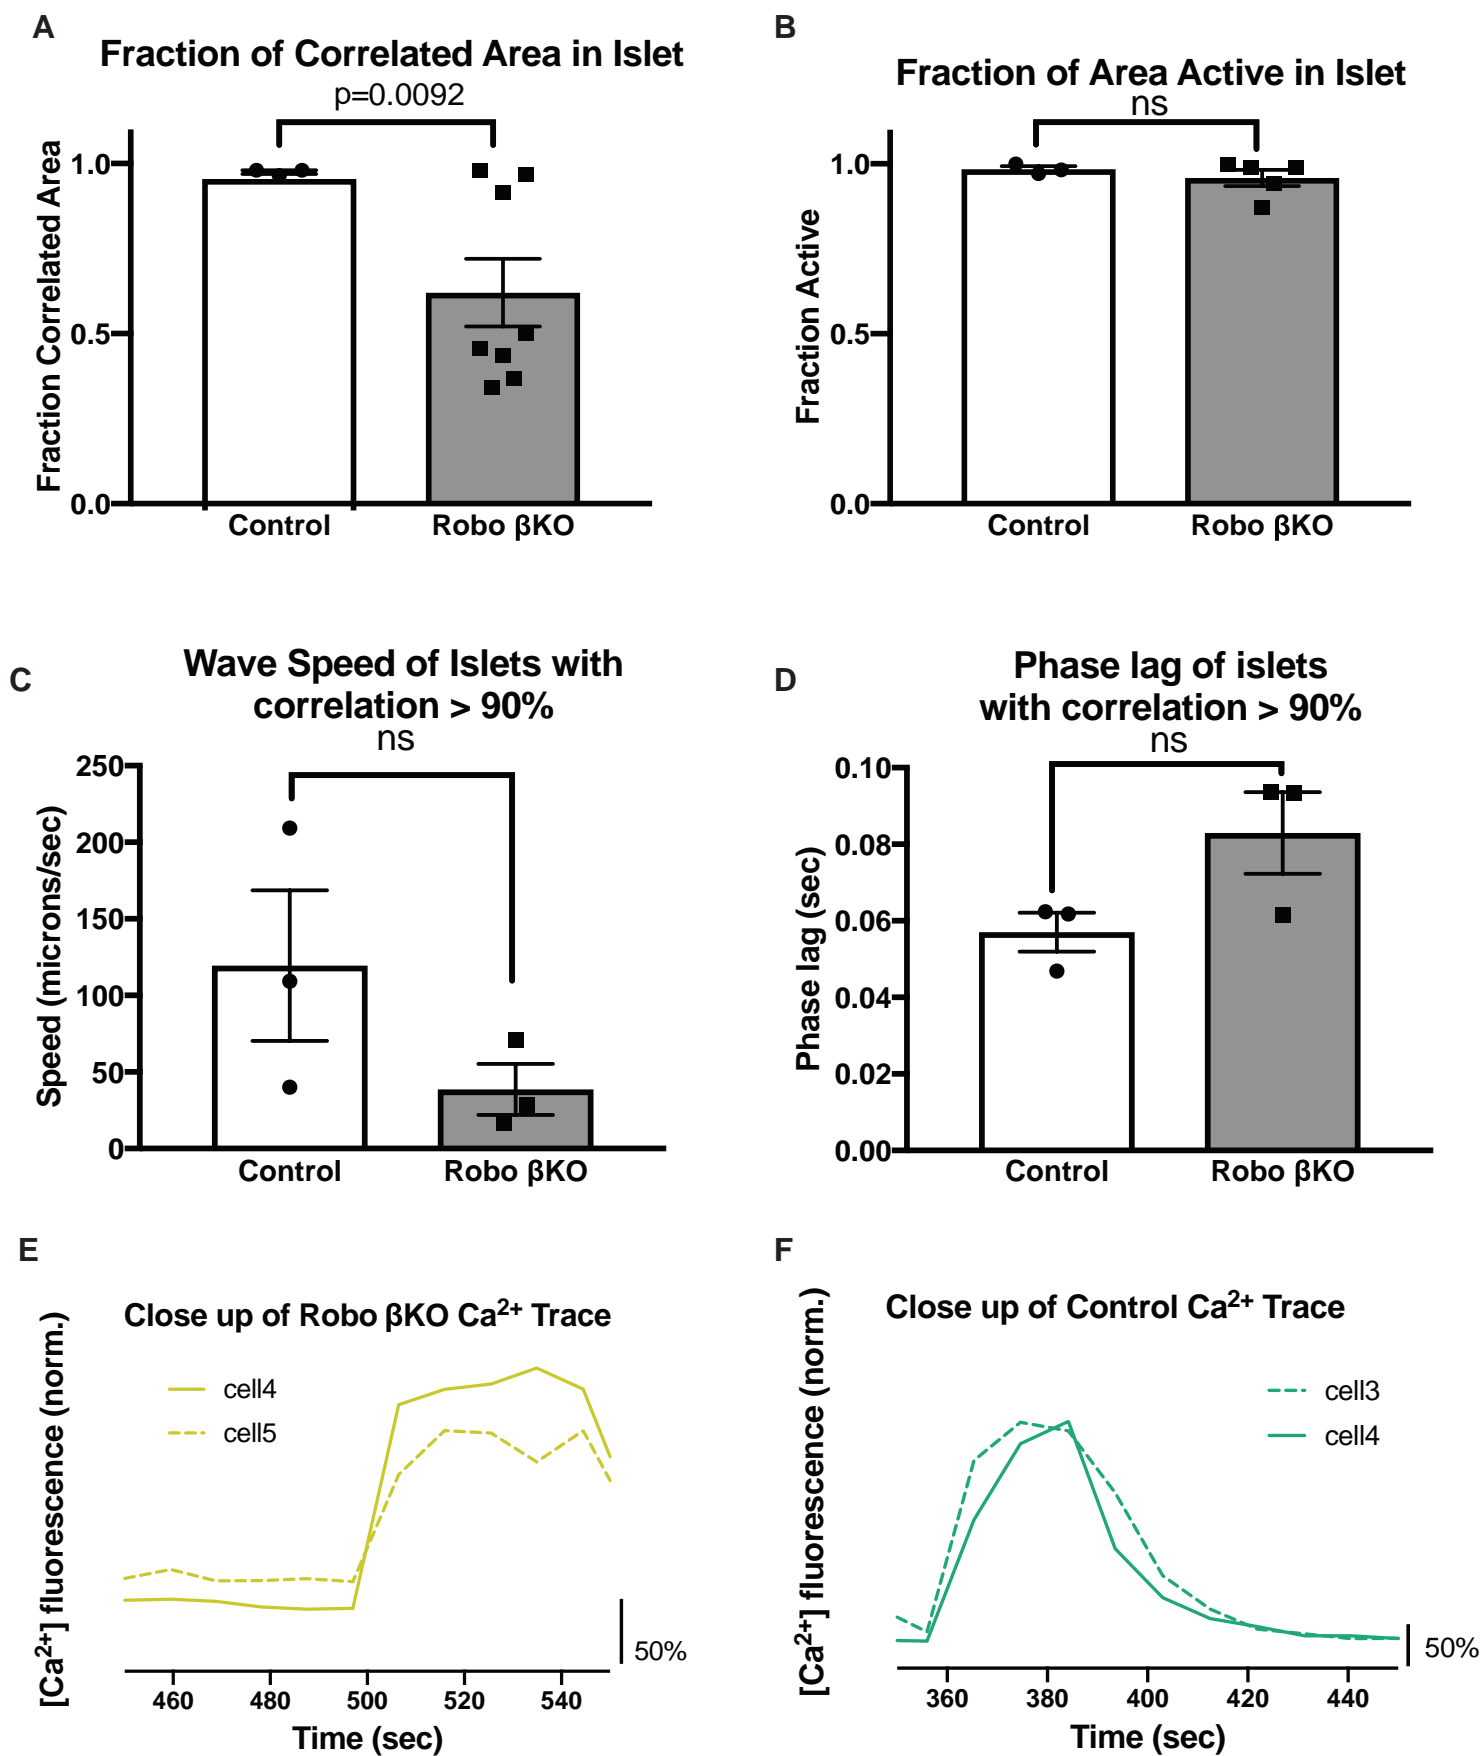 A
Fraction of Correlated Area in Islet
p=0.0092
Fraction Correlated Area
1.0
0.5
0.0
Control
Robo βKO
B
Fraction of Area Active in Islet
ns
Fraction Active
1.0
0.5
0.0
Control
Robo βKO
C
Wave Speed of Islets with
correlation > 90%
ns
Speed (microns/sec)
250
200
150
100
50
0
Control
Robo βKO
D
Phase lag of islets
with correlation > 90%
ns
Phase lag (sec)
0.10
0.08
0.06
0.04
0.02
0.00
Control
Robo βKO
E
Close up of Robo βKO Ca²⁺ Trace
[Ca²⁺] fluorescence (norm.)
cell4
cell5
50%
460
480
500
520
540
Time (sec)
F
Close up of Control Ca²⁺ Trace
[Ca²⁺] fluorescence (norm.)
cell3
cell4
50%
360
380
400
420
440
Time (sec)